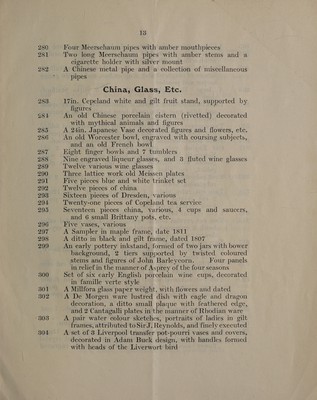 13
280 Four Meerschaum pipes with amber mouthpieces
281 Two long Meerschaum pipes with amber stems and a
cigarette holder with silver mount
282 A Chinese metal pipe and a collection of miscellaneous
pipes
China, Glass, Etc.
283 17in. Copeland white and gilt fruit stand, supported by
figures
284 An old Chinese porcelain cistern (rivetted) decorated
with mythical animals and figures
285 A 24in. Japanese Vase decorated figures and flowers, etc.
286 An old Worcester bowl, engraved with coursing subjects,
and an old French bowl
287 Eight finger bowls and 7 tumblers
288 Nine engraved liqueur glasses, and 3 fluted wine glasses
289 Twelve various wine glasses
290 Three lattice work old Meissen plates
291 Five pieces blue and white trinket set
292 Twelve pieces of china
293 Sixteen pieces of Dresden, various
294 Twenty-one pieces of Copeland tea service
295 Seventeen pieces china, various, 4 cups and saucers,
and 6 small Brittany pots, etc.
296 Five vases, various
297 A Sampler in maple frame, date 1811
298 A ditto in black and gilt frame, dated 1807
299 An early pottery inkstand, formed of two jars with bower
background, 2 tiers supported by twisted coloured
stems and figures of John Barleycorn. Four panels
in relief in the manner of Asprey of the four seasons
300 Set of six early English porcelain wine cups, decorated
in famille verte style
301 A Millfora glass paper weight, with flowers and dated
302 A De Morgen ware lustred dish with eagle and dragon
decoration, a ditto small plaque with feathered edge,
and 2 Cantagalli plates in the manner of Rhodian ware
303 A pair water colour sketches, portraits of ladies in gilt
frames, attributed to Sir J. Reynolds, and finely executed
304 A set of 3 Liverpool transfer pot-pourri vases and covers,
decorated in Adam Buck design, with handles formed
with heads of the Liverwurt bird